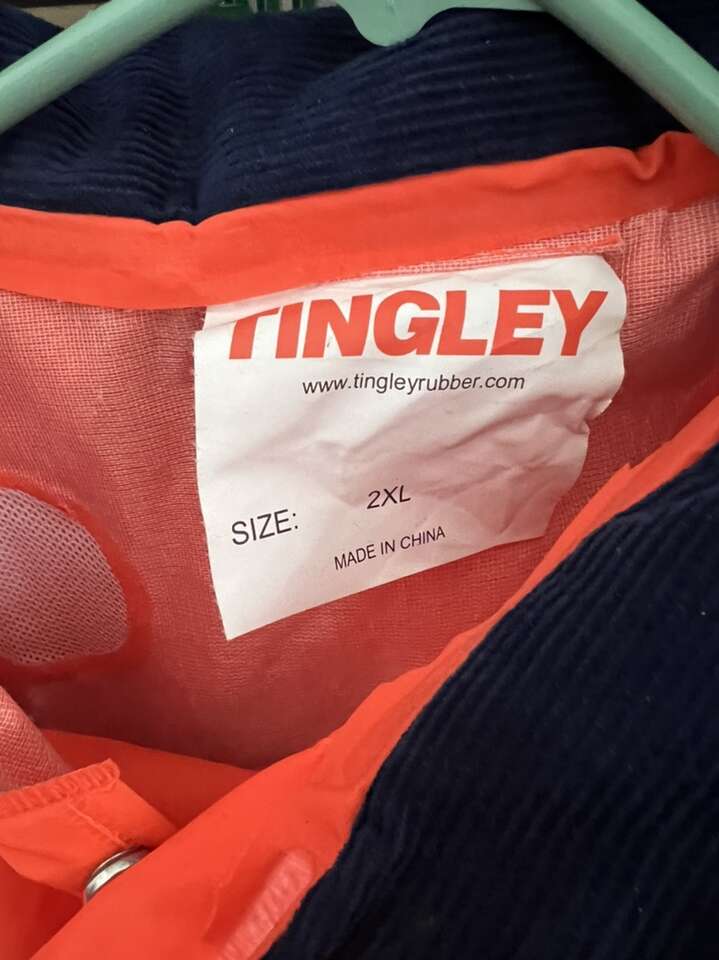 TINGLEY
www.tingleyrubber.com
SIZE: 2XL
MADE IN CHINA